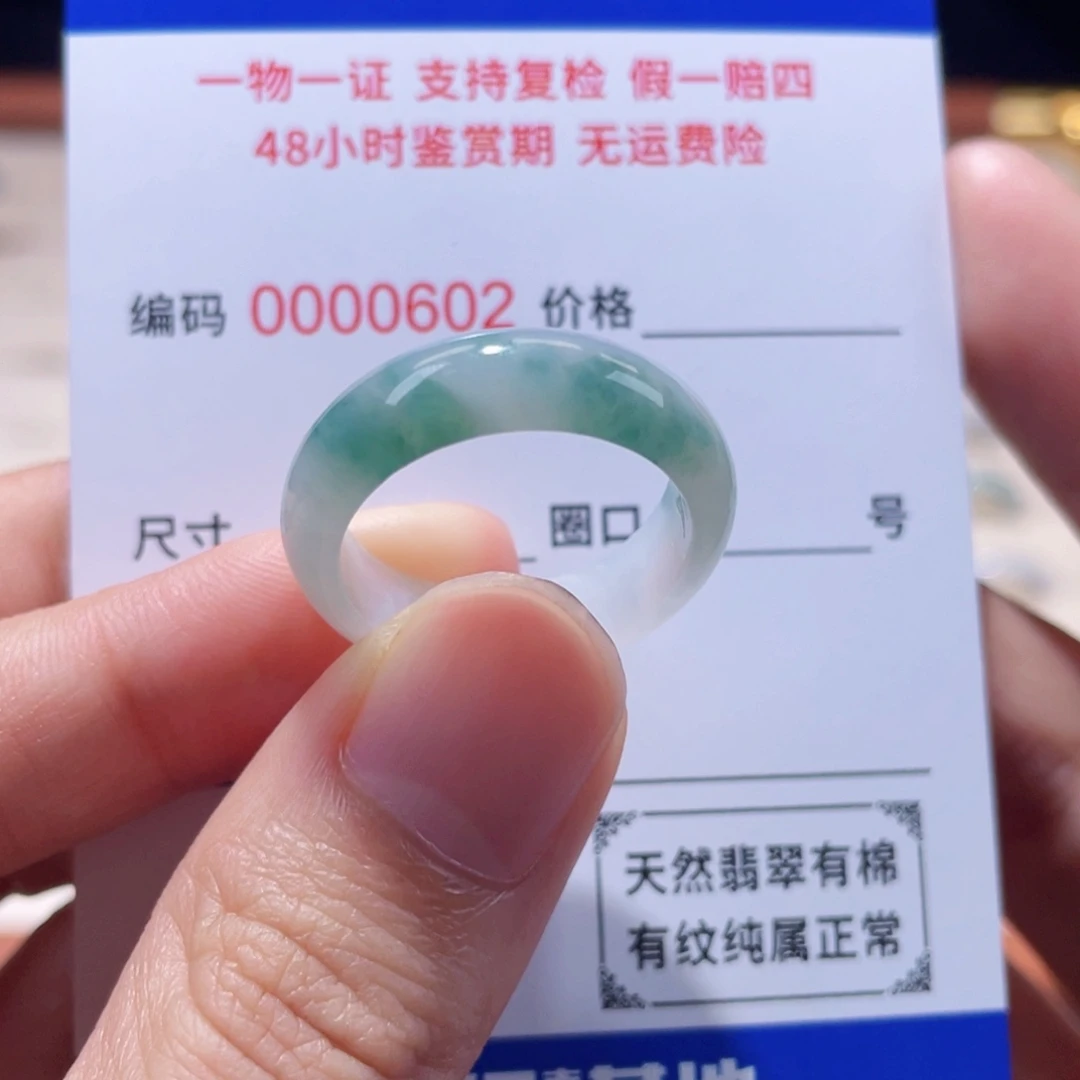 一物一证 支持复检 假一赔四
48小时鉴赏期 无运费险
编码 0000602 价格
尺寸 圈口 号
天然翡翠有棉
有纹纯属正常